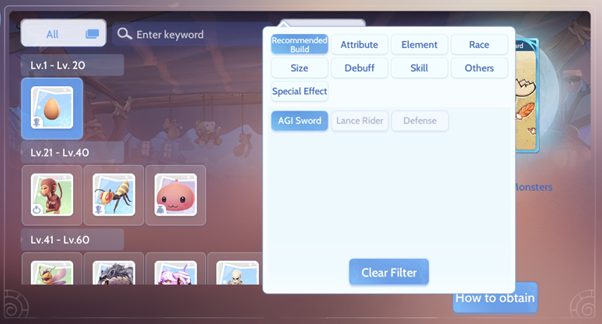 All
Enter keyword
Lv.1 - Lv. 20
Lv.21 - Lv.40
Lv.41 - Lv.60
Recommended
Build
Attribute
Element
Race
Size
Debuff
Skill
Others
Special Effect
AGI Sword
Lance Rider
Defense
Clear Filter
Monsters
How to obtain